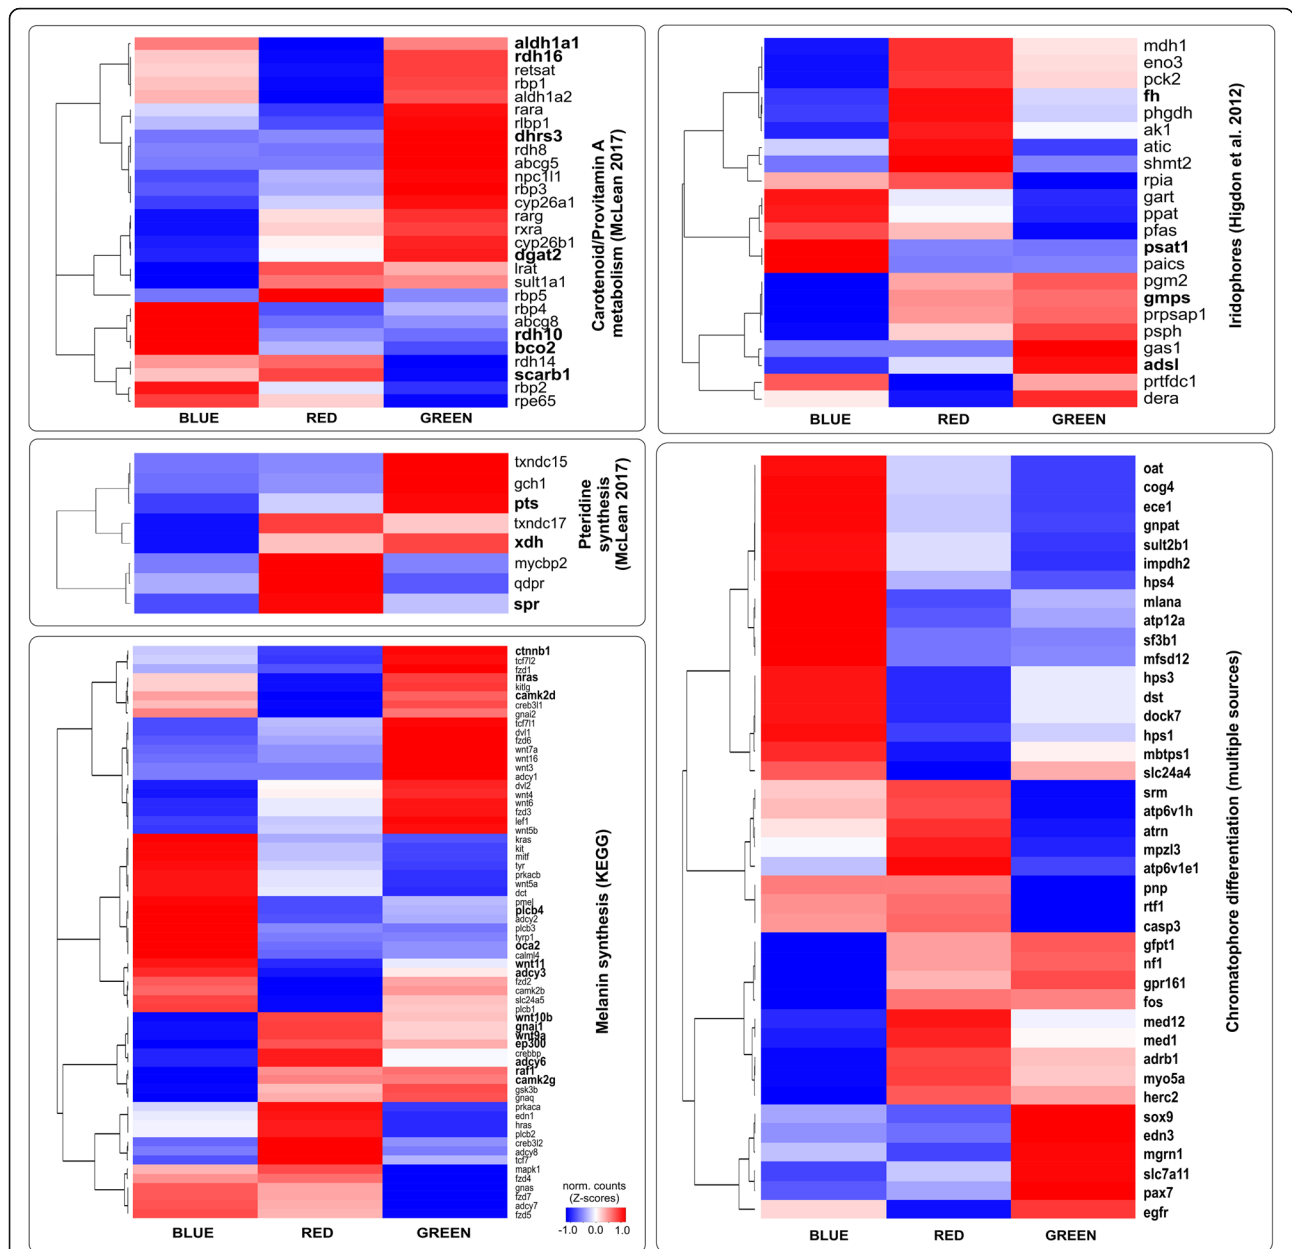 aldh1a1
rdh16
retsat
rbp1
aldh1a2
rara
rlbp1
dhrs3
rdh8
abcg5
npc1l1
rbp3
cyp26a1
rarg
rxra
cyp26b1
dgat2
lrat
sult1a1
rbp5
rbp4
abcg8
rdh10
bco2
rdh14
scarb1
rbp2
rpe65
BLUE RED GREEN
Carotenoid/Provitamin A
metabolism (McLean 2017)
mdh1
eno3
pck2
fh
phgdh
ak1
atic
shmt2
rpia
gart
ppat
pfas
psat1
paics
pgm2
gmps
prpsap1
psph
gas1
adsl
prtfdc1
dera
BLUE RED GREEN
Iridophores (Higdon et al. 2012)
txndc15
gch1
pts
txndc17
xdh
mycbp2
qdpr
spr
Pteridine
synthesis
(McLean 2017)
ctnnb1
tcf7l2
fzd1
nras
kitlg
camk2d
creb3l1
gnai2
tcf7l1
dvl1
fzd6
wnt7a
wnt16
wnt3
adcy1
dvl2
wnt4
wnt6
fzd3
lef1
wnt5b
kras
kit
mitf
tyr
prkacb
wnt5a
dct
pmel
plcb4
adcy2
plcb3
tyrp1
oca2
calml4
wnt11
adcy3
fzd2
camk2b
slc24a5
plcb1
wnt10b
gnai1
wnt9a
ep300
crebbp
adcy6
raf1
camk2g
gsk3b
gnaq
prkaca
edn1
hras
plcb2
creb3l2
adcy8
tcf7
mapk1
fzd4
gnas
fzd7
adcy7
fzd5
BLUE RED GREEN
Melanin synthesis (KEGG)
norm. counts
(Z-scores)
-1.0 0.0 1.0
oat
cog4
ece1
gnpat
sult2b1
impdh2
hps4
mlana
atp12a
sf3b1
mfsd12
hps3
dst
dock7
hps1
mbtps1
slc24a4
srm
atp6v1h
atrn
mpzl3
atp6v1e1
pnp
rtf1
casp3
gfpt1
nf1
gpr161
fos
med12
med1
adrb1
myo5a
herc2
sox9
edn3
mgrn1
slc7a11
pax7
egfr
BLUE RED GREEN
Chromatophore differentiation (multiple sources)